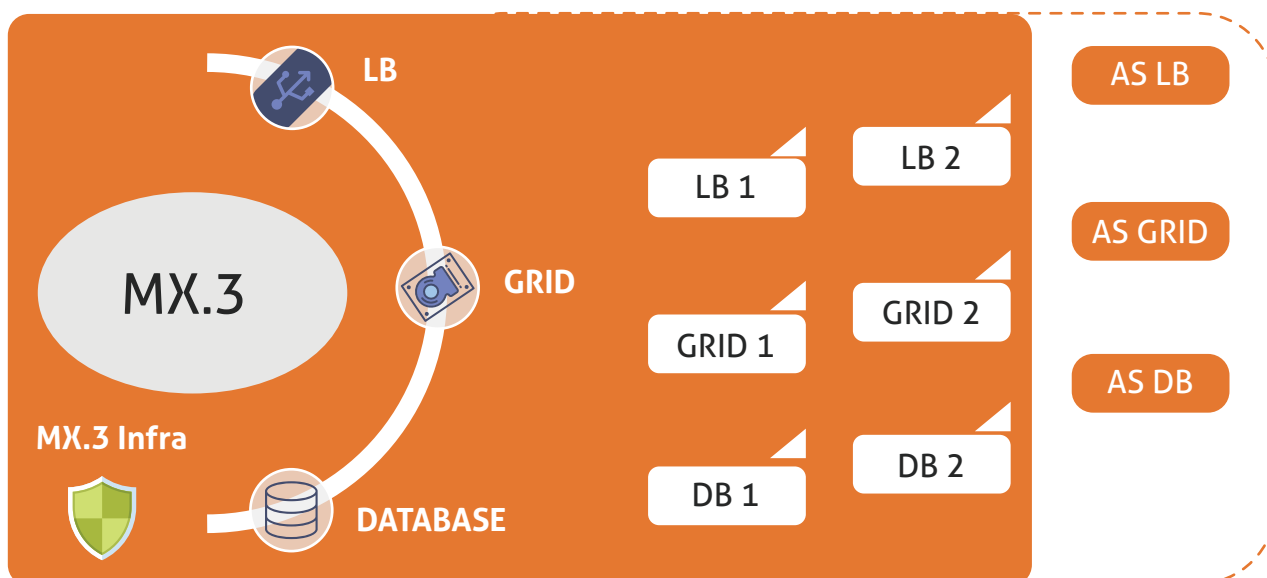 LB
MX.3
GRID
MX.3 Infra
DATABASE
LB 1
LB 2
GRID 1
GRID 2
DB 1
DB 2
AS LB
AS GRID
AS DB